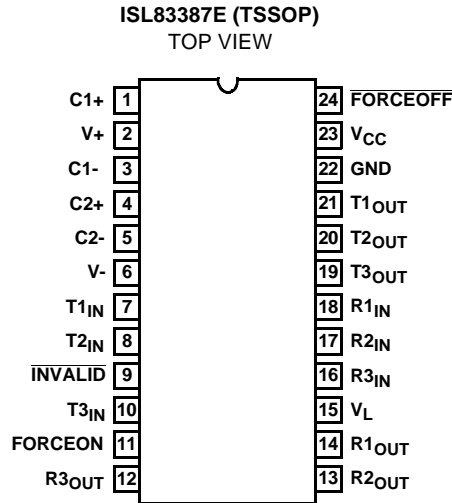 ISL83387E (TSSOP)
TOP VIEW
C1+ 1 24 FORCEOFF
V+ 2 23 VCC
C1- 3 22 GND
C2+ 4 21 T1OUT
C2- 5 20 T2OUT
V- 6 19 T3OUT
T1IN 7 18 R1IN
T2IN 8 17 R2IN
INVALID 9 16 R3IN
T3IN 10 15 VL
FORCEON 11 14 R1OUT
R3OUT 12 13 R2OUT